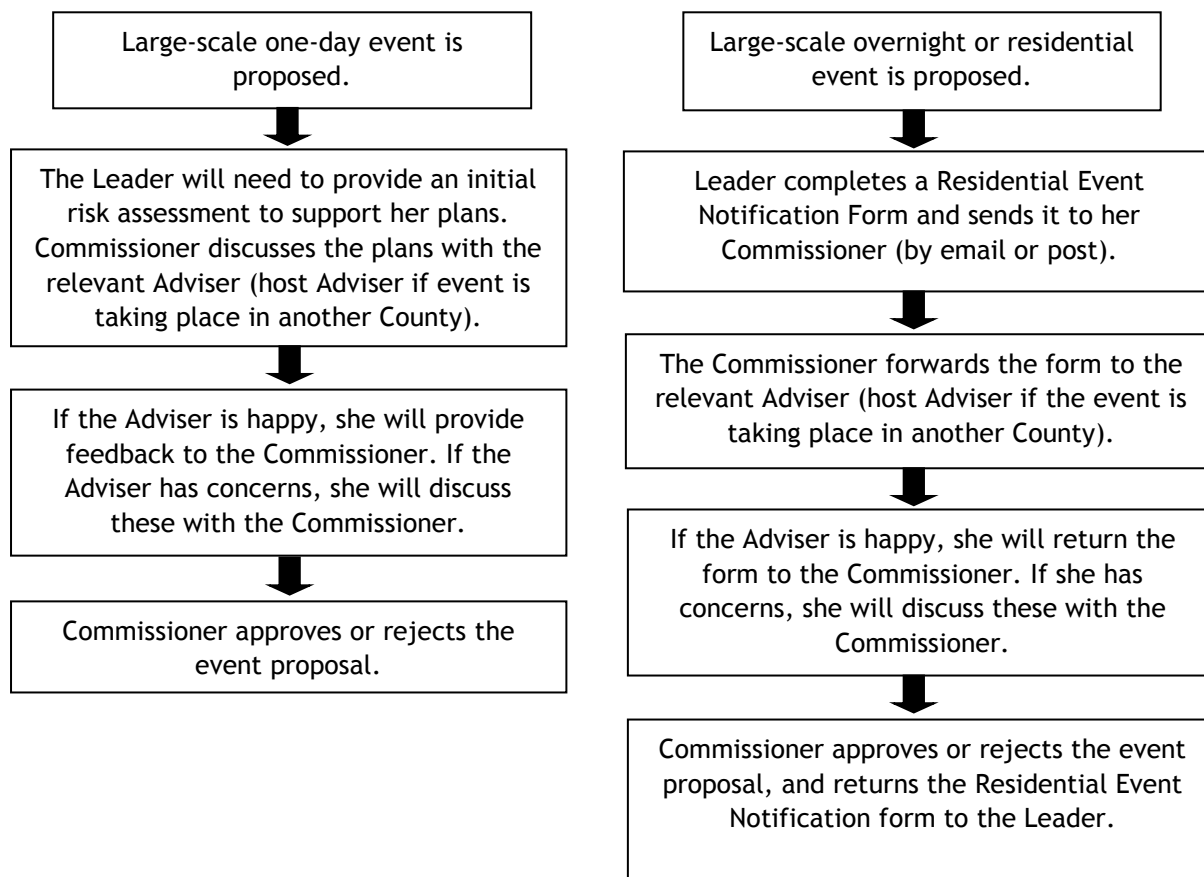 Large-scale one-day event is
proposed.
The Leader will need to provide an initial
risk assessment to support her plans.
Commissioner discusses the plans with the
relevant Adviser (host Adviser if event is
taking place in another County).
If the Adviser is happy, she will provide
feedback to the Commissioner. If the
Adviser has concerns, she will discuss
these with the Commissioner.
Commissioner approves or rejects the
event proposal.
Large-scale overnight or residential
event is proposed.
Leader completes a Residential Event
Notification Form and sends it to her
Commissioner (by email or post).
The Commissioner forwards the form to the
relevant Adviser (host Adviser if the event is
taking place in another County).
If the Adviser is happy, she will return the
form to the Commissioner. If she has
concerns, she will discuss these with the
Commissioner.
Commissioner approves or rejects the event
proposal, and returns the Residential Event
Notification form to the Leader.